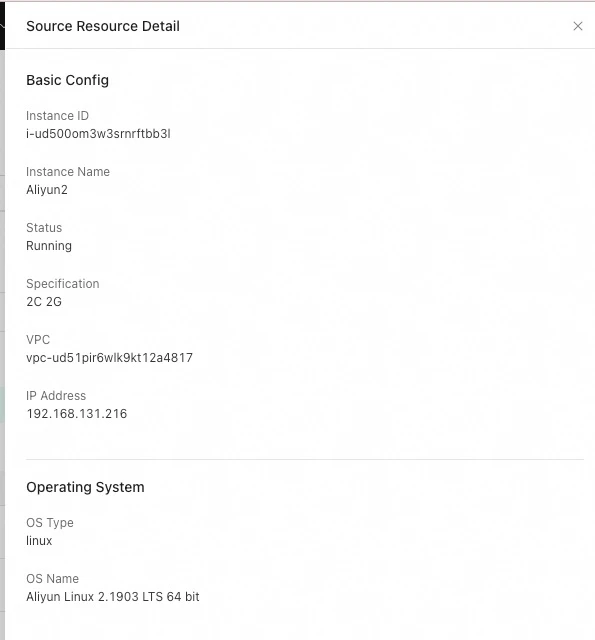 Source Resource Detail
Basic Config
Instance ID
i-ud500om3w3srnrftbb3l
Instance Name
Aliyun2
Status
Running
Specification
2C 2G
VPC
vpc-ud51pir6wlk9kt12a4817
IP Address
192.168.131.216
Operating System
OS Type
linux
OS Name
Aliyun Linux 2.1903 LTS 64 bit